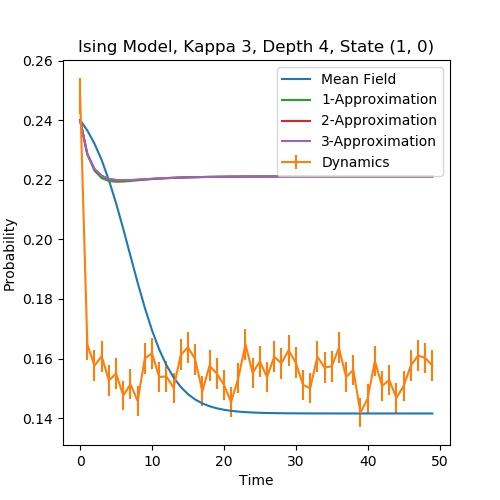 Ising Model, Kappa 3, Depth 4, State (1, 0)
0.26
0.24
0.22
0.20
0.18
0.16
0.14
Probability
Mean Field
1-Approximation
2-Approximation
3-Approximation
Dynamics
0
10
20
30
40
50
Time